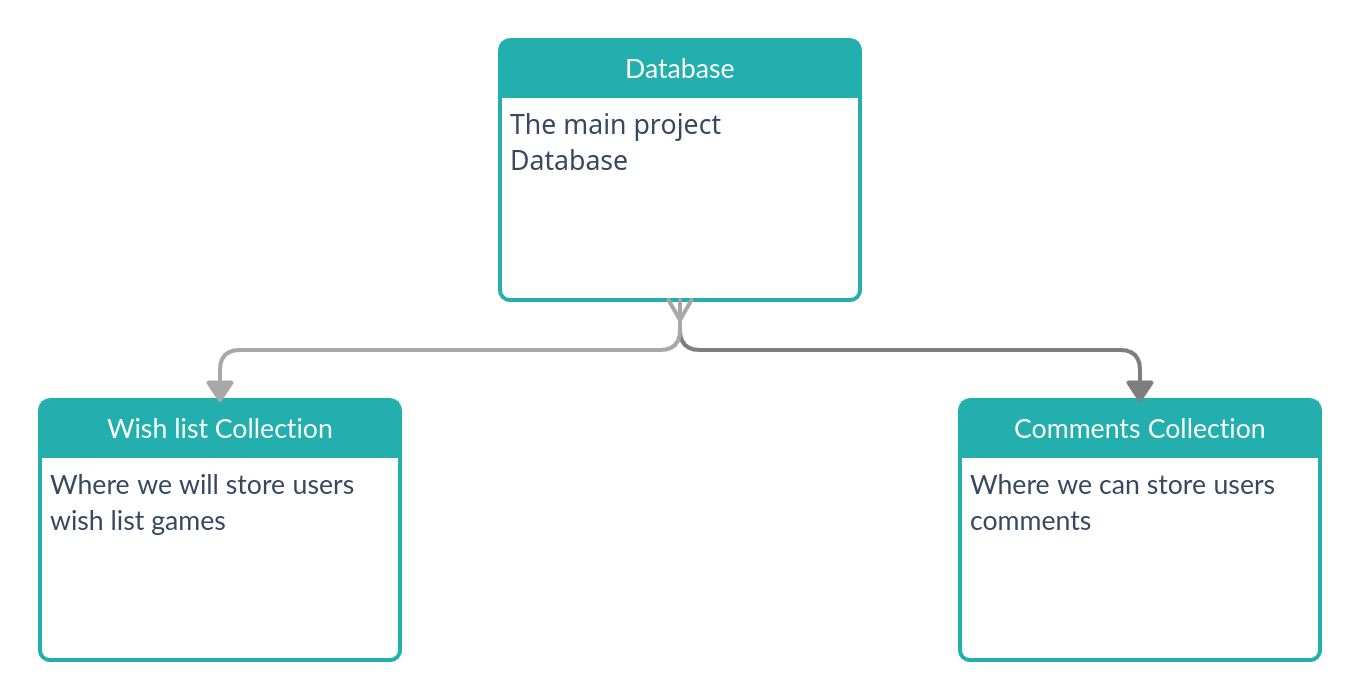 Database
The main project
Database
Wish list Collection
Where we will store users
wish list games
Comments Collection
Where we can store users
comments